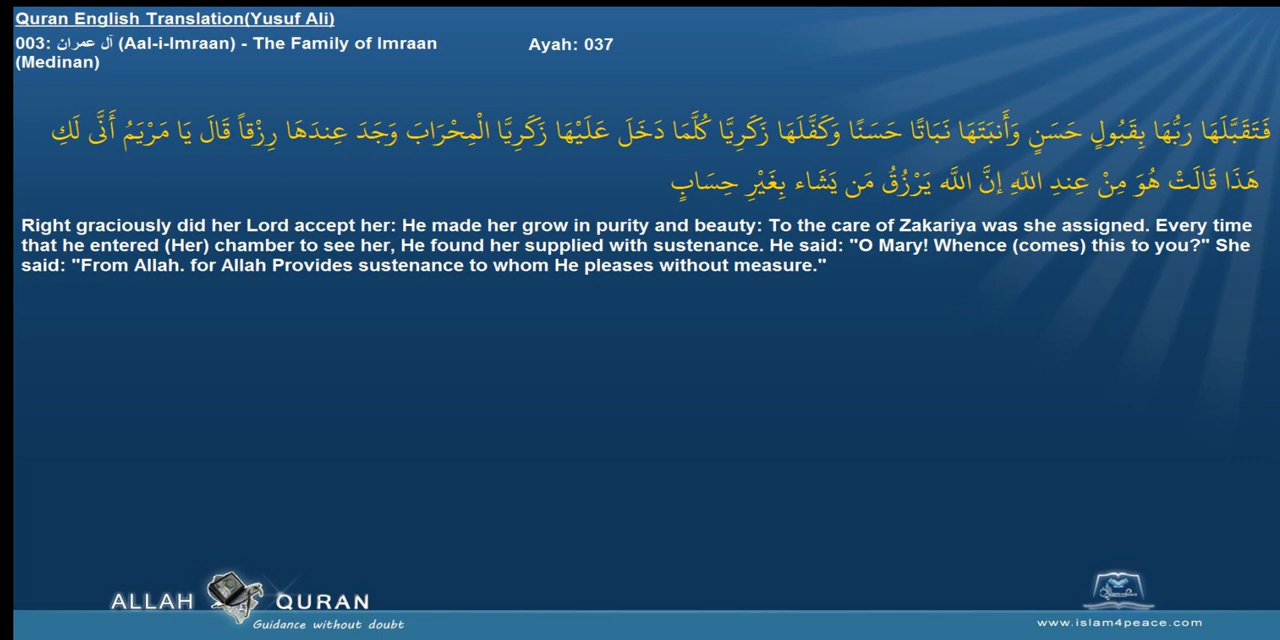 Quran English Translation(Yusuf Ali)
003: آل عمران (Aal-i-Imraan) - The Family of Imraan (Medinan)
Ayah: 037
فَتَقَبَّلَهَا رَبُّهَا بِقَبُولٍ حَسَنٍ وَأَنبَتَهَا نَبَاتًا حَسَنًا وَكَفَّلَهَا زَكَرِيَّا كُلَّمَا دَخَلَ عَلَيْهَا زَكَرِيَّا الْمِحْرَابَ وَجَدَ عِندَهَا رِزْقاً قَالَ يَا مَرْيَمُ أَنَّى لَكِ
هَذَا قَالَتْ هُوَ مِنْ عِندِ اللّهِ إنَّ اللَّه يَرْزُقُ مَن يَشَاء بِغَيْرِ حِسَابٍ
Right graciously did her Lord accept her: He made her grow in purity and beauty: To the care of Zakariya was she assigned. Every time
that he entered (Her) chamber to see her, He found her supplied with sustenance. He said: "O Mary! Whence (comes) this to you?" She
said: "From Allah. for Allah Provides sustenance to whom He pleases without measure."
ALLAH QURAN
Guidance without doubt
www.islam4peace.com